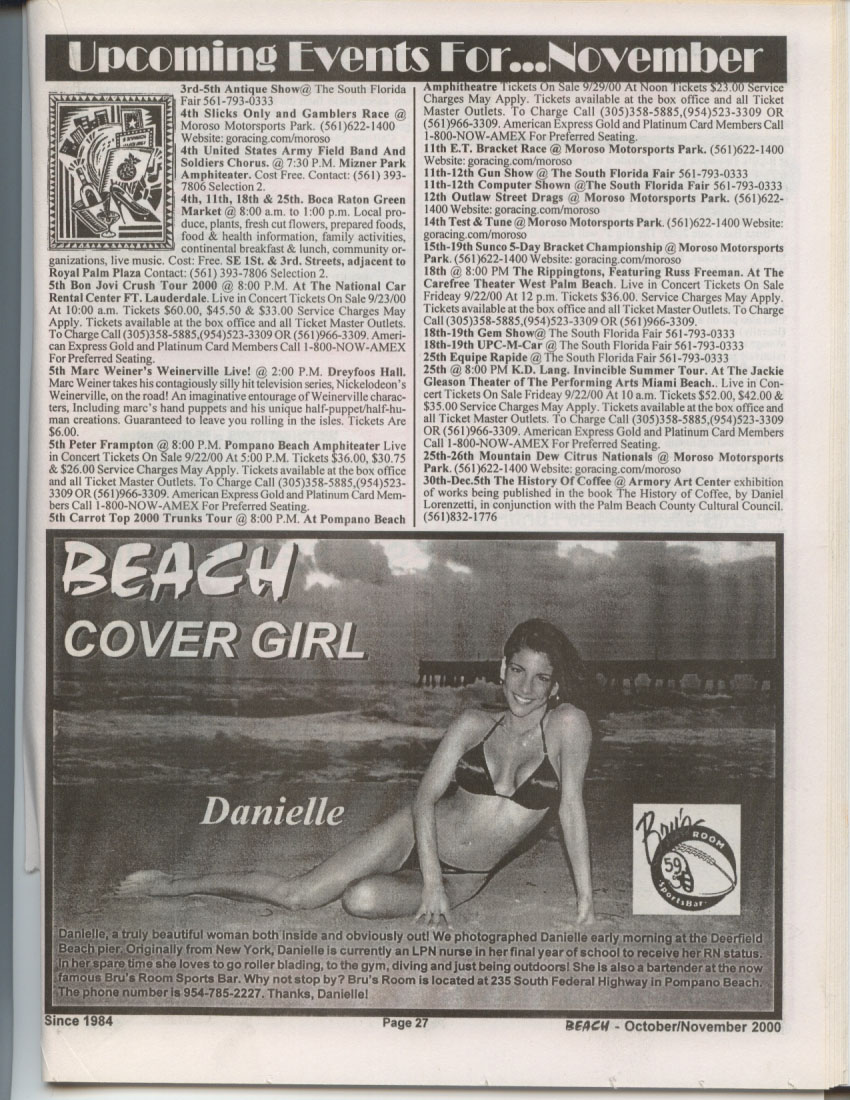 Upcoming Events For...November
3rd-5th Antique Show@ The South Florida
Fair 561-793-0333
4th Slicks Only and Gamblers Race @
Moroso Motorsports Park. (561)622-1400
Website: goracing.com/moroso
4th United States Army Field Band And
Soldiers Chorus. @ 7:30 P.M. Mizner Park
Amphitheater. Cost Free. Contact: (561) 393-
7806 Selection 2.
4th, 11th, 18th & 25th. Boca Raton Green
Market @ 8:00 a.m. to 1:00 p.m. Local pro-
duce, plants, fresh cut flowers, prepared foods,
food & health information, family activities,
continental breakfast & lunch, community or-
ganizations, live music. Cost: Free. SE 1St. & 3rd. Streets, adjacent to
Royal Palm Plaza Contact: (561) 393-7806 Selection 2.
5th Bon Jovi Crush Tour 2000 @ 8:00 P.M. At The National Car
Rental Center FT. Lauderdale. Live in Concert Tickets On Sale 9/23/00
At 10:00 a.m. Tickets $60.00, $45.50 & $33.00 Service Charges May
Apply. Tickets available at the box office and all Ticket Master Outlets.
To Charge Call (305)358-5885,(954)523-3309 OR (561)966-3309. Ameri-
can Express Gold and Platinum Card Members Call 1-800-NOW-AMEX
For Preferred Seating.
5th Marc Weiner's Weinerville Live! @ 2:00 P.M. Dreyfoos Hall.
Marc Weiner takes his contagiously silly hit television series, Nickelodeon's
Weinerville, on the road! An imaginative entourage of Weinerville charac-
ters, Including marc's hand puppets and his unique half-puppet/half-hu-
man creations. Guaranteed to leave you rolling in the isles. Tickets Are
$6.00.
5th Peter Frampton @ 8:00 P.M. Pompano Beach Amphiteater Live
in Concert Tickets On Sale 9/22/00 At 5:00 P.M. Tickets $36.00, $30.75
& $26.00 Service Charges May Apply. Tickets available at the box office
and all Ticket Master Outlets. To Charge Call (305)358-5885,(954)523-
3309 OR (561)966-3309. American Express Gold and Platinum Card Mem-
bers Call 1-800-NOW-AMEX For Preferred Seating.
5th Carrot Top 2000 Trunks Tour @ 8:00 P.M. At Pompano Beach
Amphitheatre Tickets On Sale 9/29/00 At Noon Tickets $23.00 Service
Charges May Apply. Tickets available at the box office and all Ticket
Master Outlets. To Charge Call (305)358-5885,(954)523-3309 OR
(561)966-3309. American Express Gold and Platinum Card Members Call
1-800-NOW-AMEX For Preferred Seating.
11th E.T. Bracket Race @ Moroso Motorsports Park. (561)622-1400
Website: goracing.com/moroso
11th-12th Gun Show @ The South Florida Fair 561-793-0333
11th-12th Computer Shown @The South Florida Fair 561-793-0333
12th Outlaw Street Drags @ Moroso Motorsports Park. (561)622-
1400 Website: goracing.com/moroso
14th Test & Tune @ Moroso Motorsports Park. (561)622-1400 Website:
goracing.com/moroso
15th-19th Sunco 5-Day Bracket Championship @ Moroso Motorsports
Park. (561)622-1400 Website: goracing.com/moroso
18th @ 8:00 PM The Rippingtons, Featuring Russ Freeman. At The
Carefree Theater West Palm Beach. Live in Concert Tickets On Sale
Frideay 9/22/00 At 12 p.m. Tickets $36.00. Service Charges May Apply.
Tickets available at the box office and all Ticket Master Outlets. To Charge
Call (305)358-5885,(954)523-3309 OR (561)966-3309.
18th-19th Gem Show@ The South Florida Fair 561-793-0333
18th-19th UPC-M-Car @ The South Florida Fair 561-793-0333
25th Equipe Rapide @ The South Florida Fair 561-793-0333
25th @ 8:00 PM K.D. Lang. Invincible Summer Tour. At The Jackie
Gleason Theater of The Performing Arts Miami Beach.. Live in Con-
cert Tickets On Sale Frideay 9/22/00 At 10 a.m. Tickets $52.00, $42.00 &
$35.00 Service Charges May Apply. Tickets available at the box office and
all Ticket Master Outlets. To Charge Call (305)358-5885,(954)523-3309
OR (561)966-3309. American Express Gold and Platinum Card Members
Call 1-800-NOW-AMEX For Preferred Seating.
25th-26th Mountain Dew Citrus Nationals @ Moroso Motorsports
Park. (561)622-1400 Website: goracing.com/moroso
30th-Dec.5th The History Of Coffee @ Armory Art Center exhibition
of works being published in the book The History of Coffee, by Daniel
Lorenzetti, in conjunction with the Palm Beach County Cultural Council.
(561)832-1776
BEACH
COVER GIRL
Danielle
Bru's
ROOM
59
Sports Bar
Danielle, a truly beautiful woman both inside and obviously out! We photographed Danielle early morning at the Deerfield
Beach pier. Originally from New York, Danielle is currently an LPN nurse in her final year of school to receive her RN status.
In her spare time she loves to go roller blading, to the gym, diving and just being outdoors! She is also a bartender at the now
famous Bru's Room Sports Bar. Why not stop by? Bru's Room is located at 235 South Federal Highway in Pompano Beach.
The phone number is 954-785-2227. Thanks, Danielle!
Since 1984
Page 27
BEACH - October/November 2000